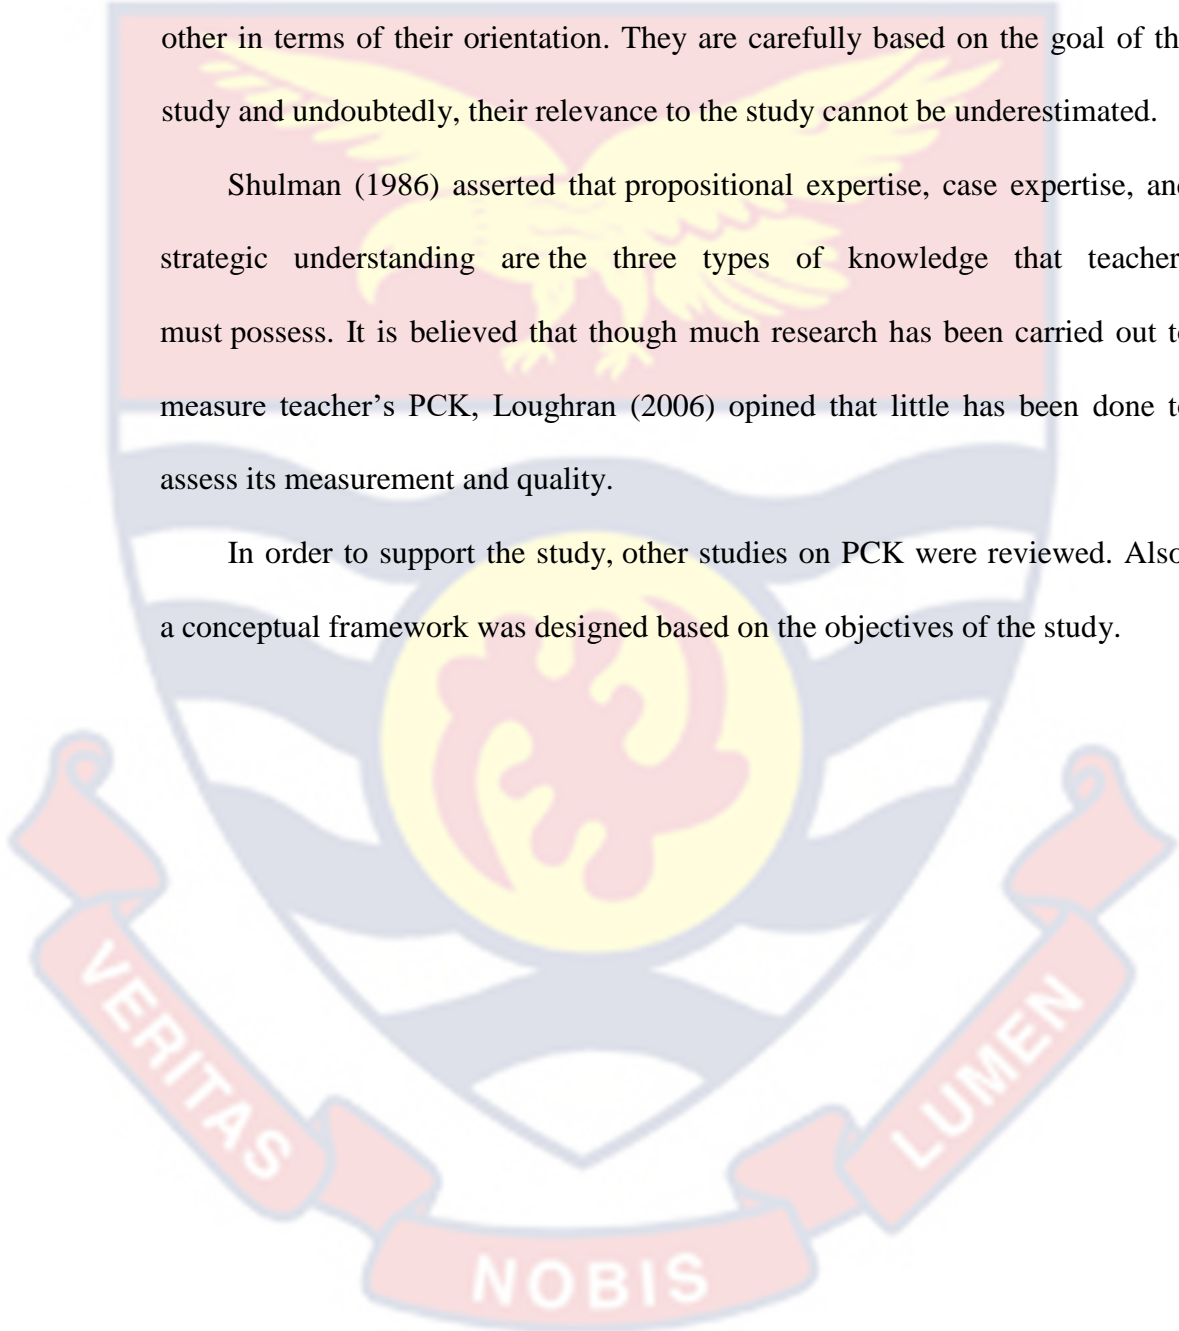 other in terms of their orientation. They are carefully based on the goal of th
study and undoubtedly, their relevance to the study cannot be underestimated.
Shulman (1986) asserted that propositional expertise, case expertise, and
strategic understanding are the three types of knowledge that teacher
must possess. It is believed that though much research has been carried out t
measure teacher’s PCK, Loughran (2006) opined that little has been done t
assess its measurement and quality.
In order to support the study, other studies on PCK were reviewed. Also
a conceptual framework was designed based on the objectives of the study.
VERITAS
NOBIS
LUMEN